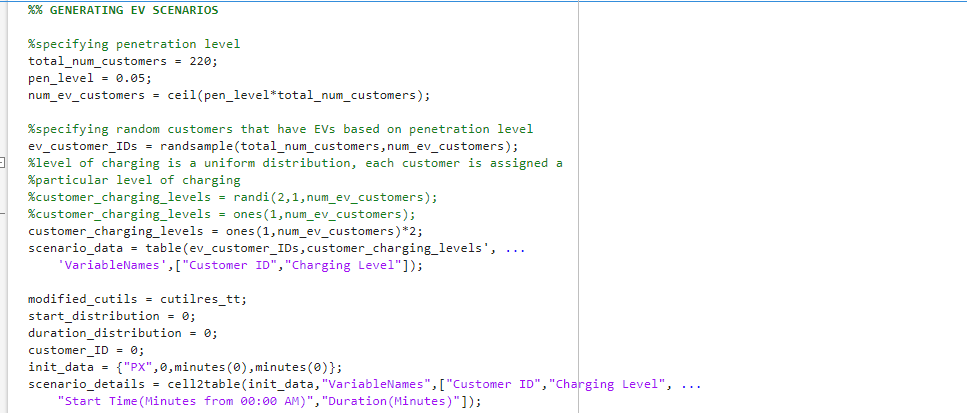 %% GENERATING EV SCENARIOS
%specifying penetration level
total_num_customers = 220;
pen_level = 0.05;
num_ev_customers = ceil(pen_level*total_num_customers);
%specifying random customers that have EVs based on penetration level
ev_customer_IDs = randsample(total_num_customers,num_ev_customers);
%level of charging is a uniform distribution, each customer is assigned a
%particular level of charging
%customer_charging_levels = randi(2,1,num_ev_customers);
%customer_charging_levels = ones(1,num_ev_customers);
customer_charging_levels = ones(1,num_ev_customers)*2;
scenario_data = table(ev_customer_IDs,customer_charging_levels', ...
    'VariableNames',["Customer ID","Charging Level"]);
modified_cutils = cutilres_tt;
start_distribution = 0;
duration_distribution = 0;
customer_ID = 0;
init_data = {"PX",0,minutes(0),minutes(0)};
scenario_details = cell2table(init_data,"VariableNames",["Customer ID","Charging Level", ...
    "Start Time(Minutes from 00:00 AM)","Duration(Minutes)"]);